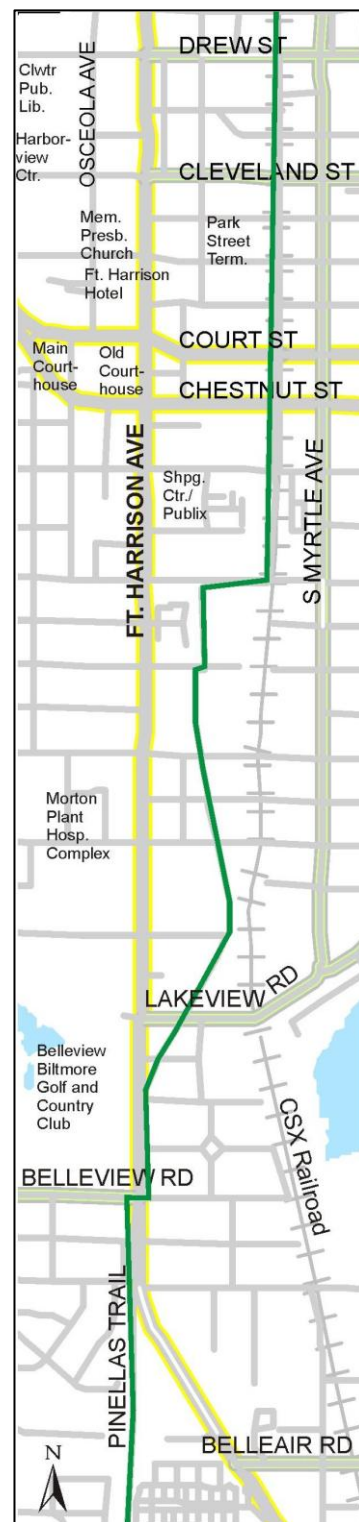 DREW ST
OSCEOLA AVE
Clwtr
Pub.
Lib.
Harbor-
view
Ctr.
CLEVELAND ST
Mem.
Presb.
Church
Park
Street
Term.
Ft. Harrison
Hotel
COURT ST
Main
Court-
house
Old
Court-
house
CHESTNUT ST
FT. HARRISON AVE
Shpg.
Ctr./
Publix
S MYRTLE AVE
Morton
Plant
Hosp.
Complex
LAKEVIEW RD
Belleview
Biltmore
Golf and
Country
Club
CSX Railroad
BELLEVIEW RD
PINELLAS TRAIL
BELLEAIR RD
N